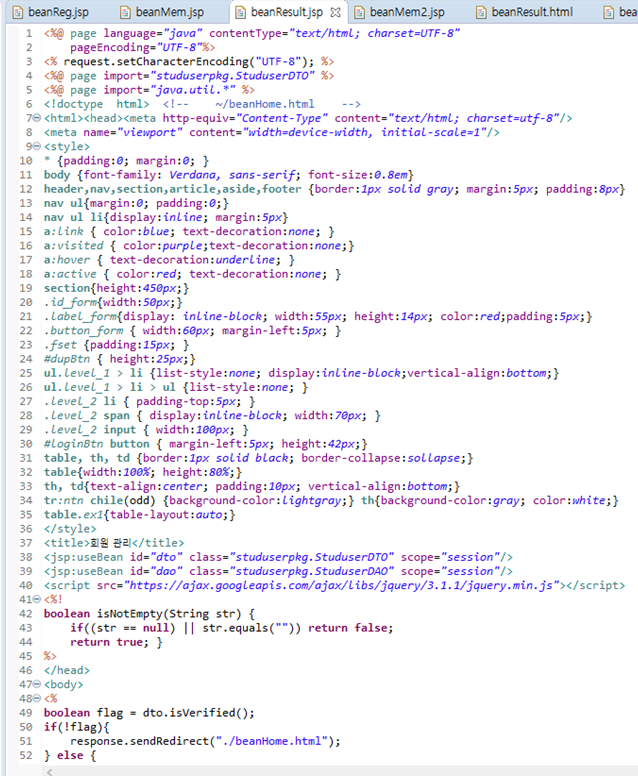 beanReg.jsp beanMem.jsp beanResult.jsp beanMem2.jsp beanResult.html bean
1 <%@ page language="java" contentType="text/html; charset=UTF-8"
2 pageEncoding="UTF-8"%>
3 <% request.setCharacterEncoding("UTF-8"); %>
4 <%@ page import="studuserpkg.StuduserDTO" %>
5 <%@ page import="java.util.*" %>
6 <!doctype html> <!-- ~/beanHome.html -->
7 <html><head><meta http-equiv="Content-Type" content="text/html; charset=utf-8"/>
8 <meta name="viewport" content="width=device-width, initial-scale=1"/>
9 <style>
10 * {padding:0; margin:0; }
11 body {font-family: Verdana, sans-serif; font-size:0.8em}
12 header,nav,section,article,aside,footer {border:1px solid gray; margin:5px; padding:8px}
13 nav ul{margin:0; padding:0;}
14 nav ul li{display:inline; margin:5px}
15 a:link { color:blue; text-decoration:none; }
16 a:visited { color:purple;text-decoration:none;}
17 a:hover { text-decoration:underline; }
18 a:active { color:red; text-decoration:none; }
19 section{height:450px;}
20 .id_form{width:50px;}
21 .label_form{display: inline-block; width:55px; height:14px; color:red;padding:5px;}
22 .button_form { width:60px; margin-left:5px; }
23 .fset {padding:15px; }
24 #dupBtn { height:25px;}
25 ul.level_1 > li {list-style:none; display:inline-block;vertical-align:bottom;}
26 ul.level_1 > li > ul {list-style:none; }
27 .level_2 li { padding-top:5px; }
28 .level_2 span { display:inline-block; width:70px; }
29 .level_2 input { width:100px; }
30 #loginBtn button { margin-left:5px; height:42px;}
31 table, th, td {border:1px solid black; border-collapse:sollapse;}
32 table{width:100%; height:80%;}
33 th, td{text-align:center; padding:10px; vertical-align:bottom;}
34 tr:ntn chile(odd) {background-color:lightgray;} th{background-color:gray; color:white;}
35 table.ex1{table-layout:auto;}
36 </style>
37 <title>회원 관리</title>
38 <jsp:useBean id="dto" class="studuserpkg.StuduserDTO" scope="session"/>
39 <jsp:useBean id="dao" class="studuserpkg.StuduserDAO" scope="session"/>
40 <script src="https://ajax.googleapis.com/ajax/libs/jquery/3.1.1/jquery.min.js"></script>
41 <%!
42 boolean isNotEmpty(String str) {
43 if((str == null) || str.equals("")) return false;
44 return true; }
45 %>
46 </head>
47 <body>
48 <%
49 boolean flag = dto.isVerified();
50 if(!flag){
51 response.sendRedirect("./beanHome.html");
52 } else {